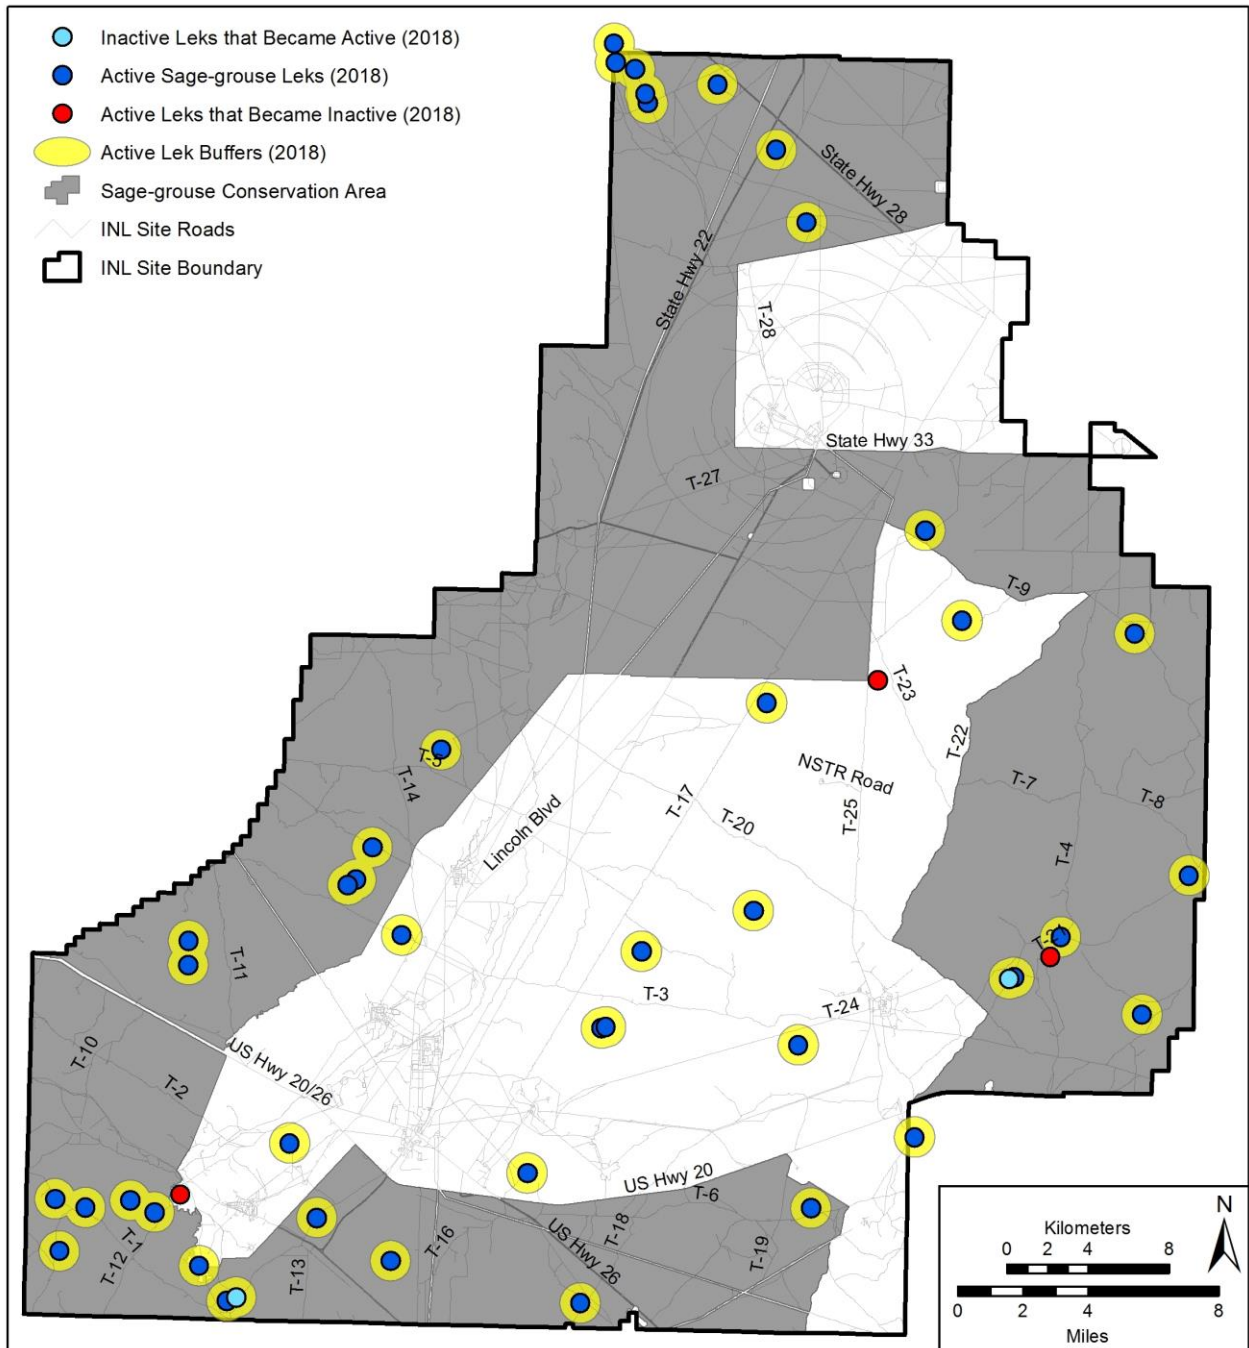 Inactive Leks that Became Active (2018)
Active Sage-grouse Leks (2018)
Active Leks that Became Inactive (2018)
Active Lek Buffers (2018)
Sage-grouse Conservation Area
INL Site Roads
INL Site Boundary
State Hwy 28
State Hwy 22
T-28
State Hwy 33
T-27
T-9
T-23
T-22
T-5
T-14
NSTR Road
T-7
T-8
T-17
T-20
T-25
Lincoln Blvd
T-4
T-11
T-3
T-24
T-10
T-2
US Hwy 20/26
US Hwy 20
T-6
T-1
T-12
T-13
T-16
US Hwy 26
T-18
T-19
N
Kilometers
0 2 4 8
0 2 4 8
Miles